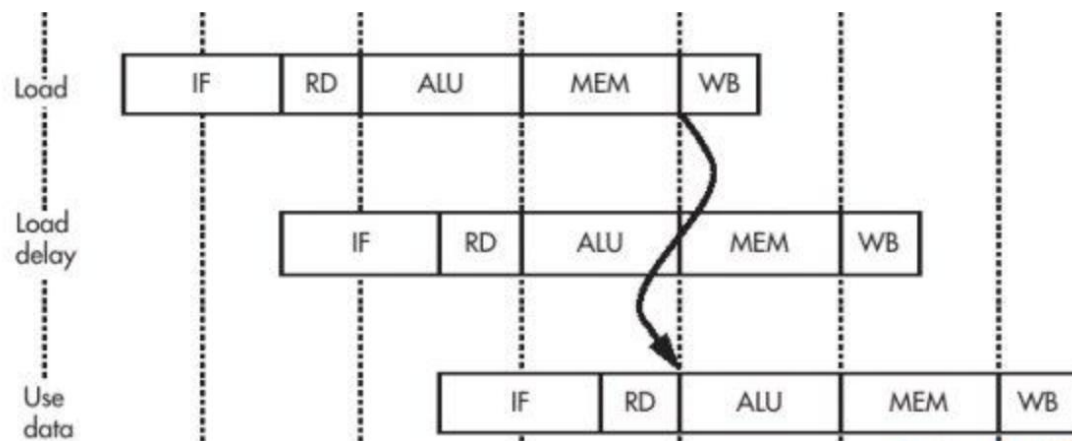 Load IF RD ALU MEM WB
Load
delay IF RD ALU MEM WB
Use
data IF RD ALU MEM WB